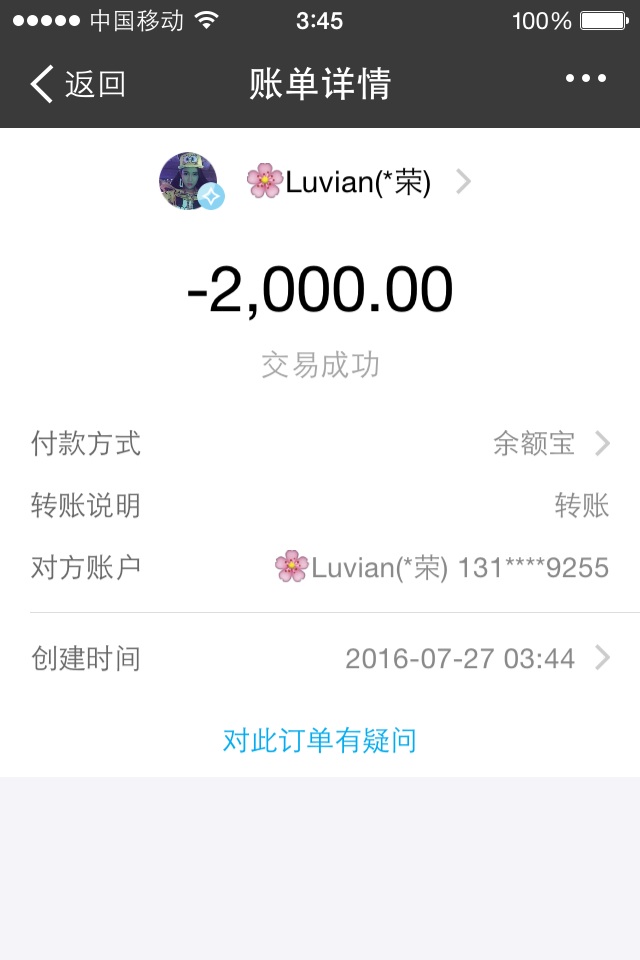 中国移动 3:45 100%
返回 账单详情
🌸Luvian(*荣)
-2,000.00
交易成功
付款方式 余额宝
转账说明 转账
对方账户 🌸Luvian(*荣) 131****9255
创建时间 2016-07-27 03:44
对此订单有疑问